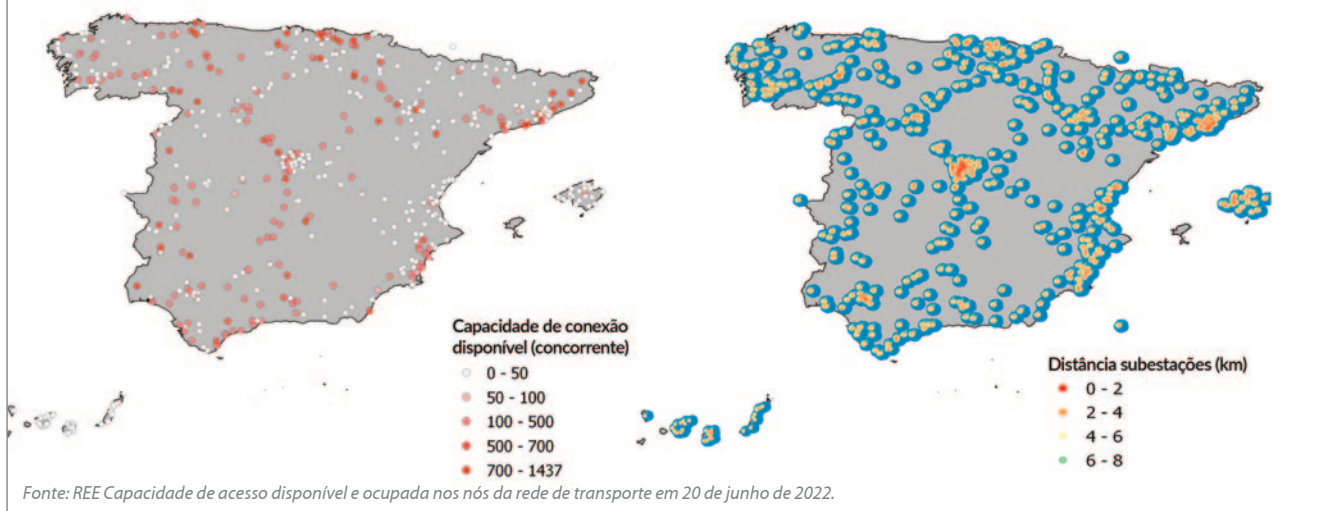 Capacidade de conexão
disponível (concorrente)
0 - 50
50 - 100
100 - 500
500 - 700
700 - 1437
Distância subestações (km)
0 - 2
2 - 4
4 - 6
6 - 8
Fonte: REE Capacidade de acesso disponível e ocupada nos nós da rede de transporte em 20 de junho de 2022.